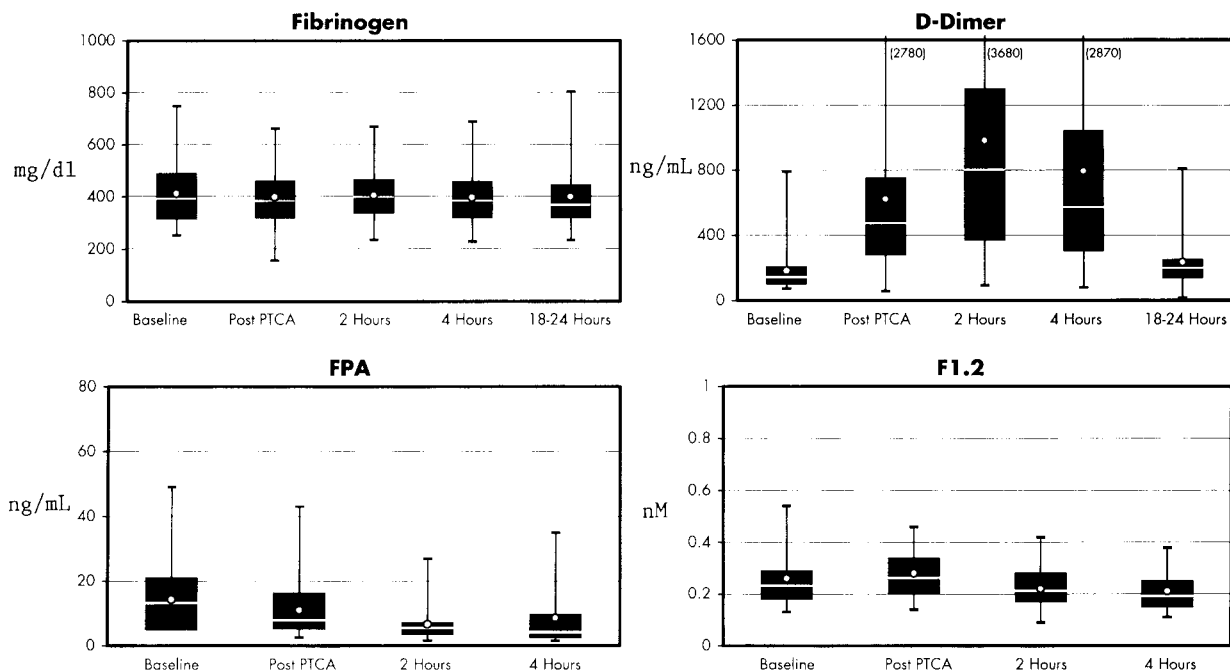 Fibrinogen
1000
800
600
mg/dl
400
200
0
Baseline Post PTCA 2 Hours 4 Hours 18-24 Hours
D-Dimer
1600
(2780) (3680) (2870)
1200
ng/mL
800
400
0
Baseline Post PTCA 2 Hours 4 Hours 18-24 Hours
FPA
80
60
ng/mL
40
20
0
Baseline Post PTCA 2 Hours 4 Hours
F1.2
1
0.8
0.6
nM
0.4
0.2
0
Baseline Post PTCA 2 Hours 4 Hours